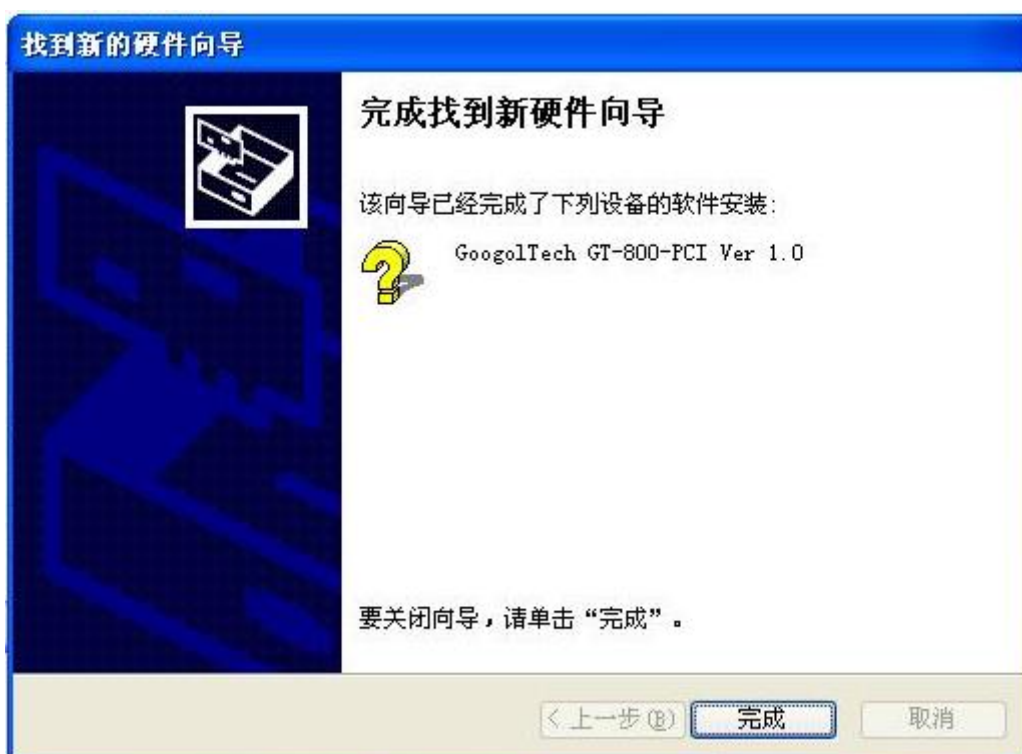 找到新的硬件向导
完成找到新硬件向导
该向导已经完成了下列设备的软件安装:
GoogolTech GT-800-PCI Ver 1.0
要关闭向导，请单击“完成”。
< 上一步(B)
完成
取消